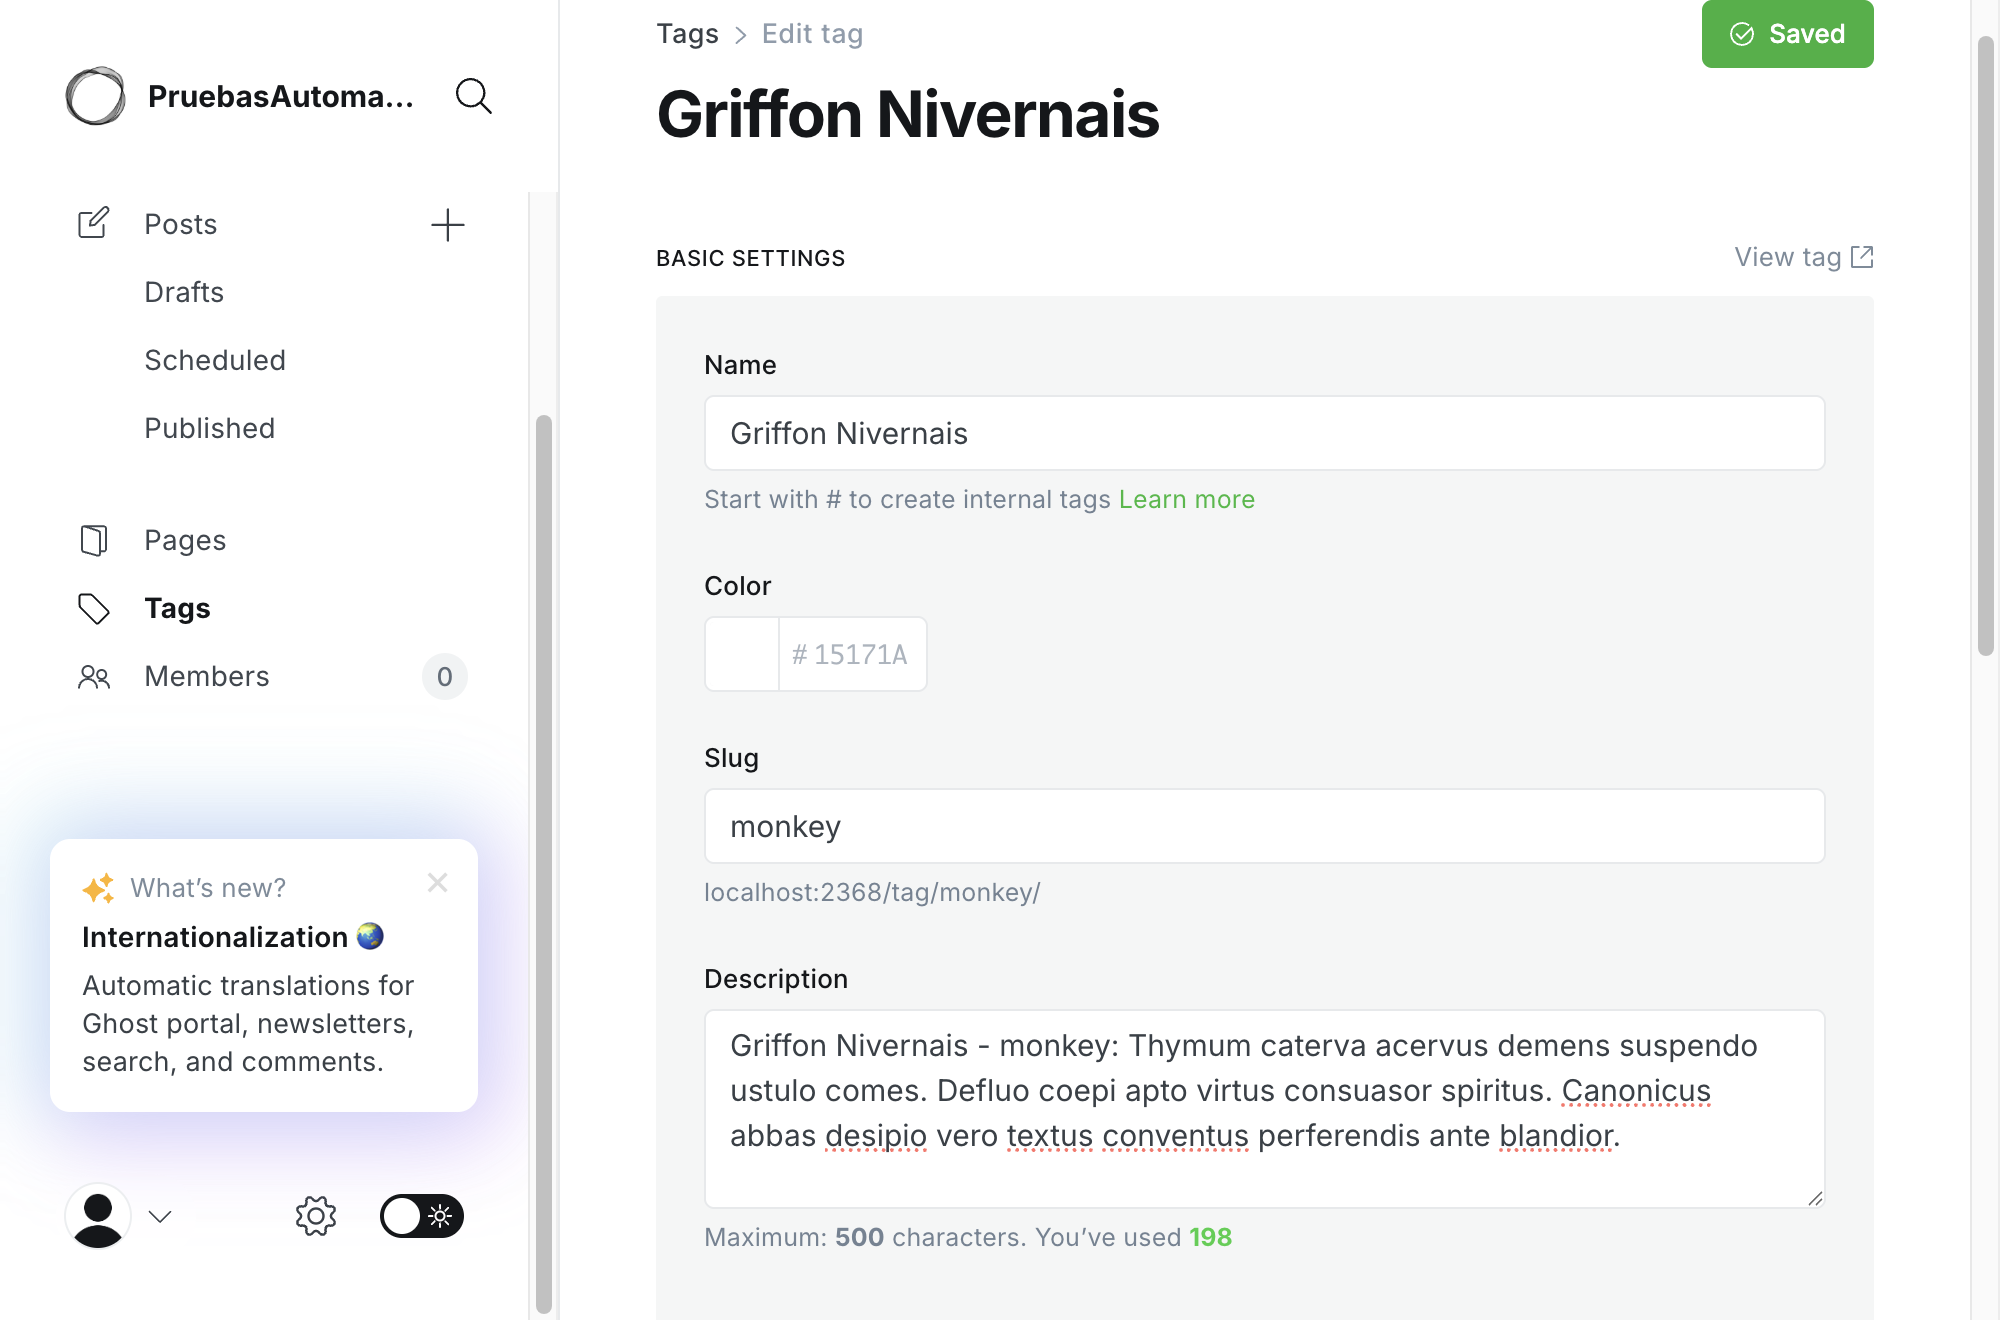 PruebasAutoma...
Posts
Drafts
Scheduled
Published
Pages
Tags
Members
0
What's new?
Internationalization
Automatic translations for
Ghost portal, newsletters,
search, and comments.
Tags > Edit tag
Saved
Griffon Nivernais
BASIC SETTINGS
View tag
Name
Griffon Nivernais
Start with # to create internal tags Learn more
Color
# 15171A
Slug
monkey
localhost:2368/tag/monkey/
Description
Griffon Nivernais - monkey: Thymum caterva acervus demens suspendo
ustulo comes. Defluo coepi apto virtus consuasor spiritus. Canonicus
abbas desipio vero textus conventus perferendis ante blandior.
Maximum: 500 characters. You've used 198